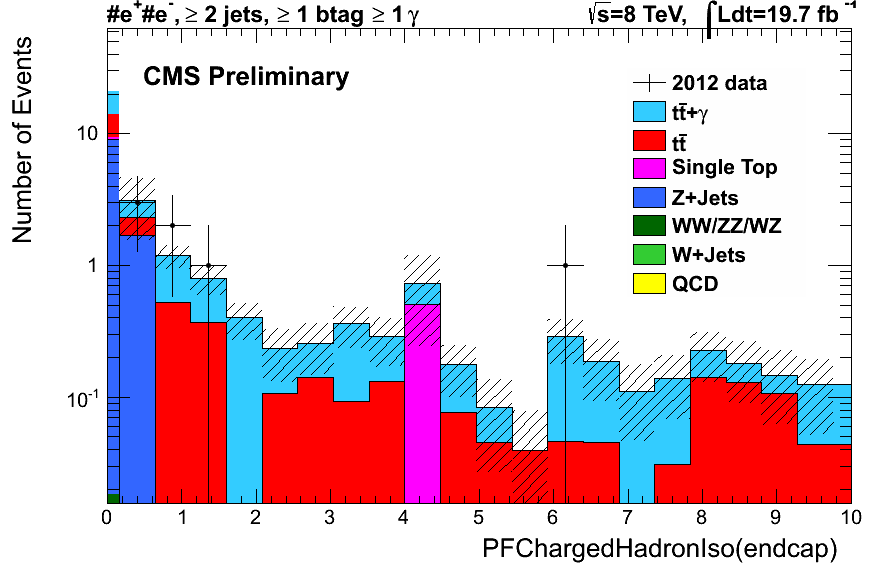 #e⁺#e⁻, ≥ 2 jets, ≥ 1 btag ≥ 1 γ √s=8 TeV, ∫Ldt=19.7 fb⁻¹
CMS Preliminary
2012 data
tt̄+γ
tt̄
Single Top
Z+Jets
WW/ZZ/WZ
W+Jets
QCD
Number of Events
10
1
10⁻¹
0 1 2 3 4 5 6 7 8 9 10
PFChargedHadronIso(endcap)